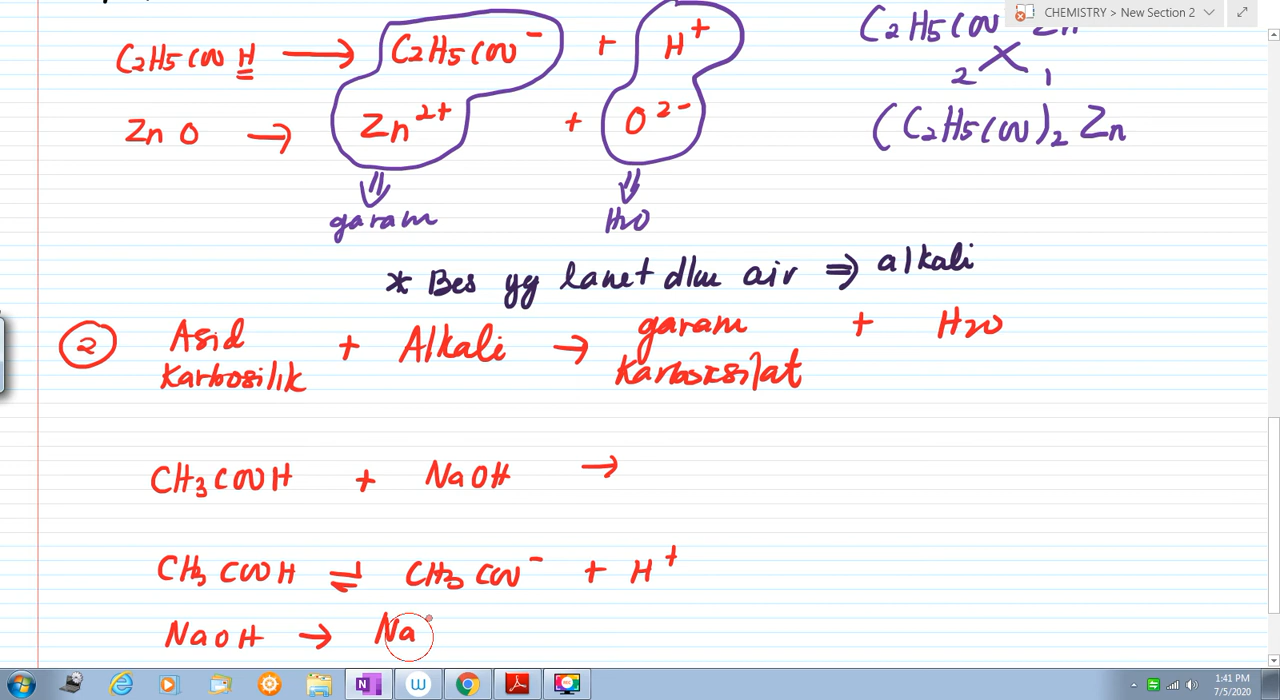 CHEMISTRY > New Section 2
C2H5COOH → C2H5COO⁻ + H⁺
2 1
ZnO → Zn²⁺ + O²⁻
(C2H5COO)2 Zn
garam H2O
* Bes yg larut dlm air ⇒ alkali
2 Asid Karbosilik + Alkali → garam Karboksilat + H2O
CH3COOH + NaOH →
CH3COOH ⇌ CH3COO⁻ + H⁺
NaOH → Na
1:41 PM
7/5/2020